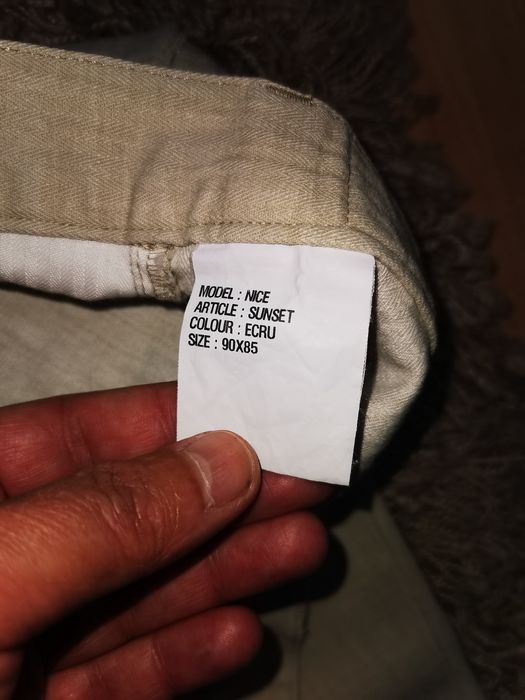 MODEL : NICE
ARTICLE : SUNSET
COLOUR : ECRU
SIZE : 90X85